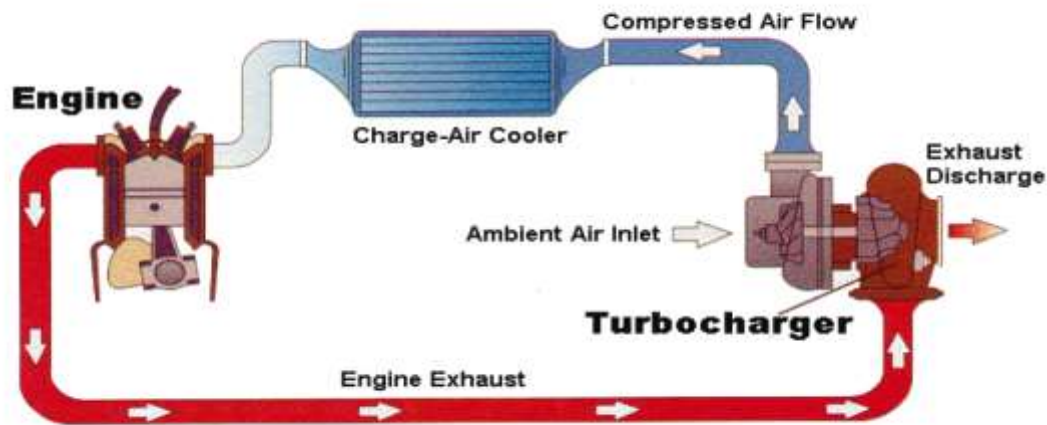 Compressed Air Flow
Engine
Charge-Air Cooler
Exhaust
Discharge
Ambient Air Inlet
Turbocharger
Engine Exhaust